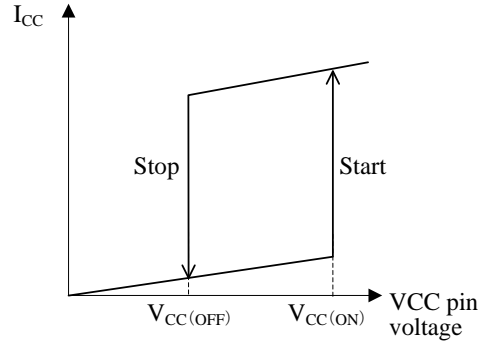 ICC
Stop
Start
VCC(OFF)
VCC(ON)
VCC pin
voltage